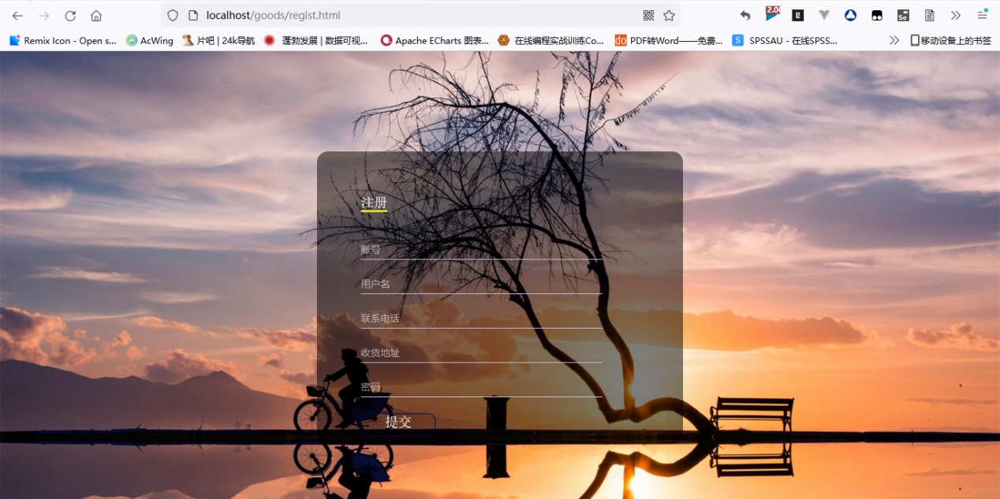 localhost/goods/regist.html
2.00
Se
Remix Icon - Open s... AcWing 片吧 | 24k导航 蓬勃发展 | 数据可视... Apache ECharts 图表... 在线编程实战训练Co... do PDF转Word——免费... S SPSSAU - 在线SPSS... 移动设备上的书签
注册
账号
用户名
联系电话
收货地址
密码
提交